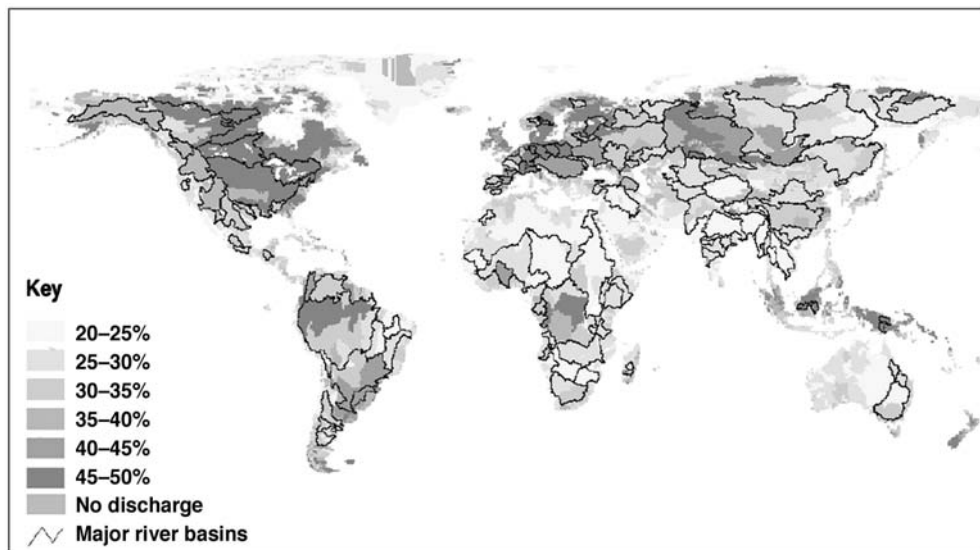 Key
20–25%
25–30%
30–35%
35–40%
40–45%
45–50%
No discharge
Major river basins